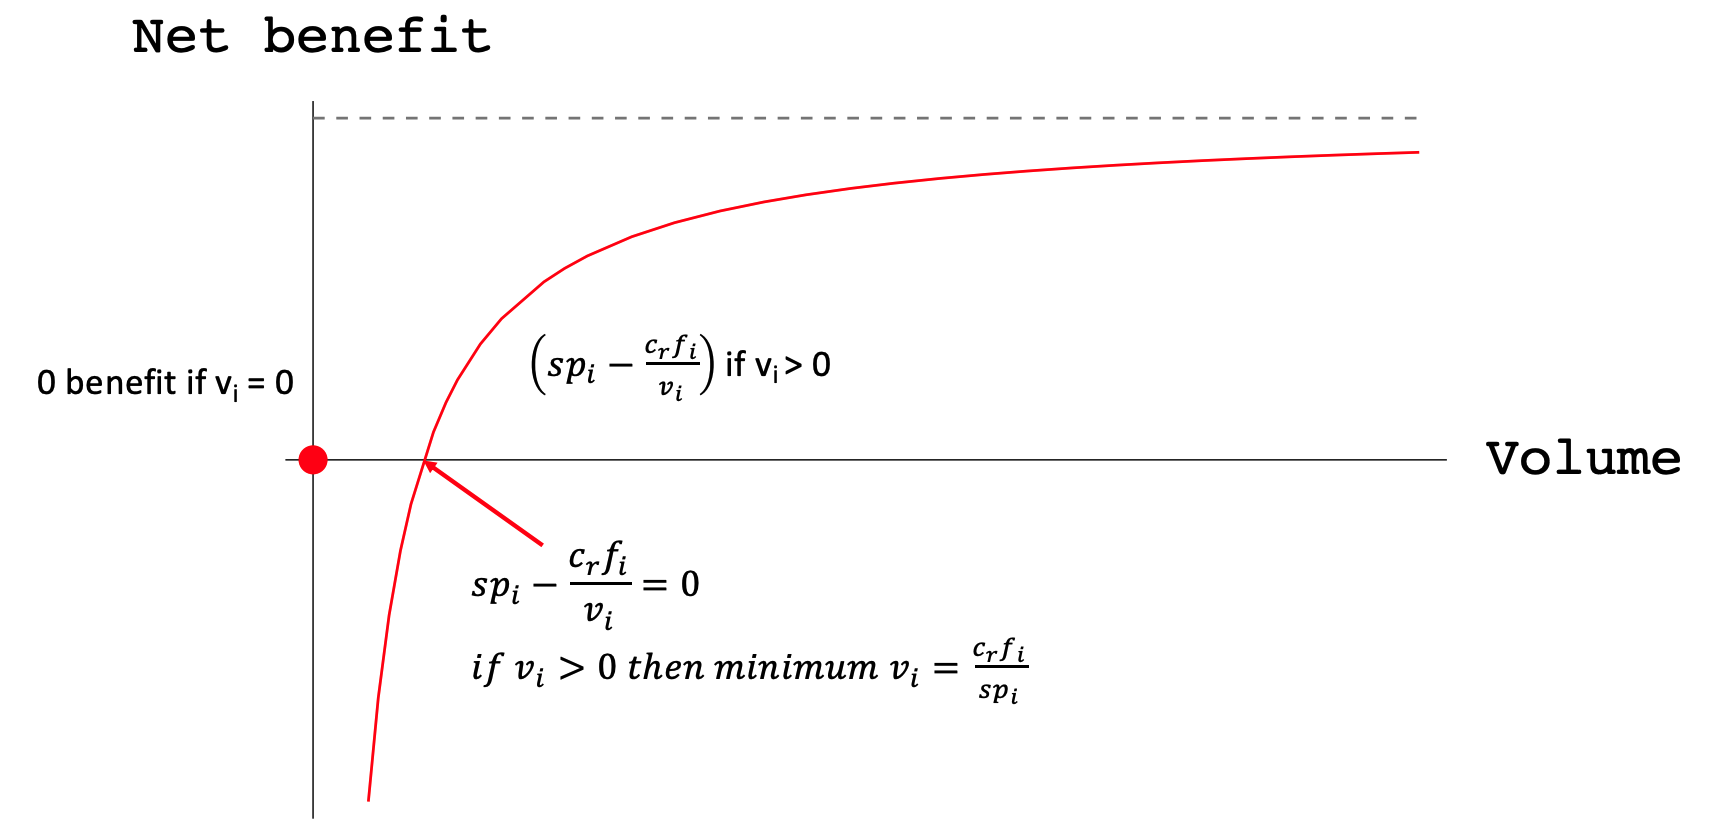 Net benefit
(spᵢ − cᵣfᵢ/vᵢ) if vᵢ > 0
0 benefit if vᵢ = 0
Volume
spᵢ − cᵣfᵢ/vᵢ = 0
if vᵢ > 0 then minimum vᵢ = cᵣfᵢ/spᵢ